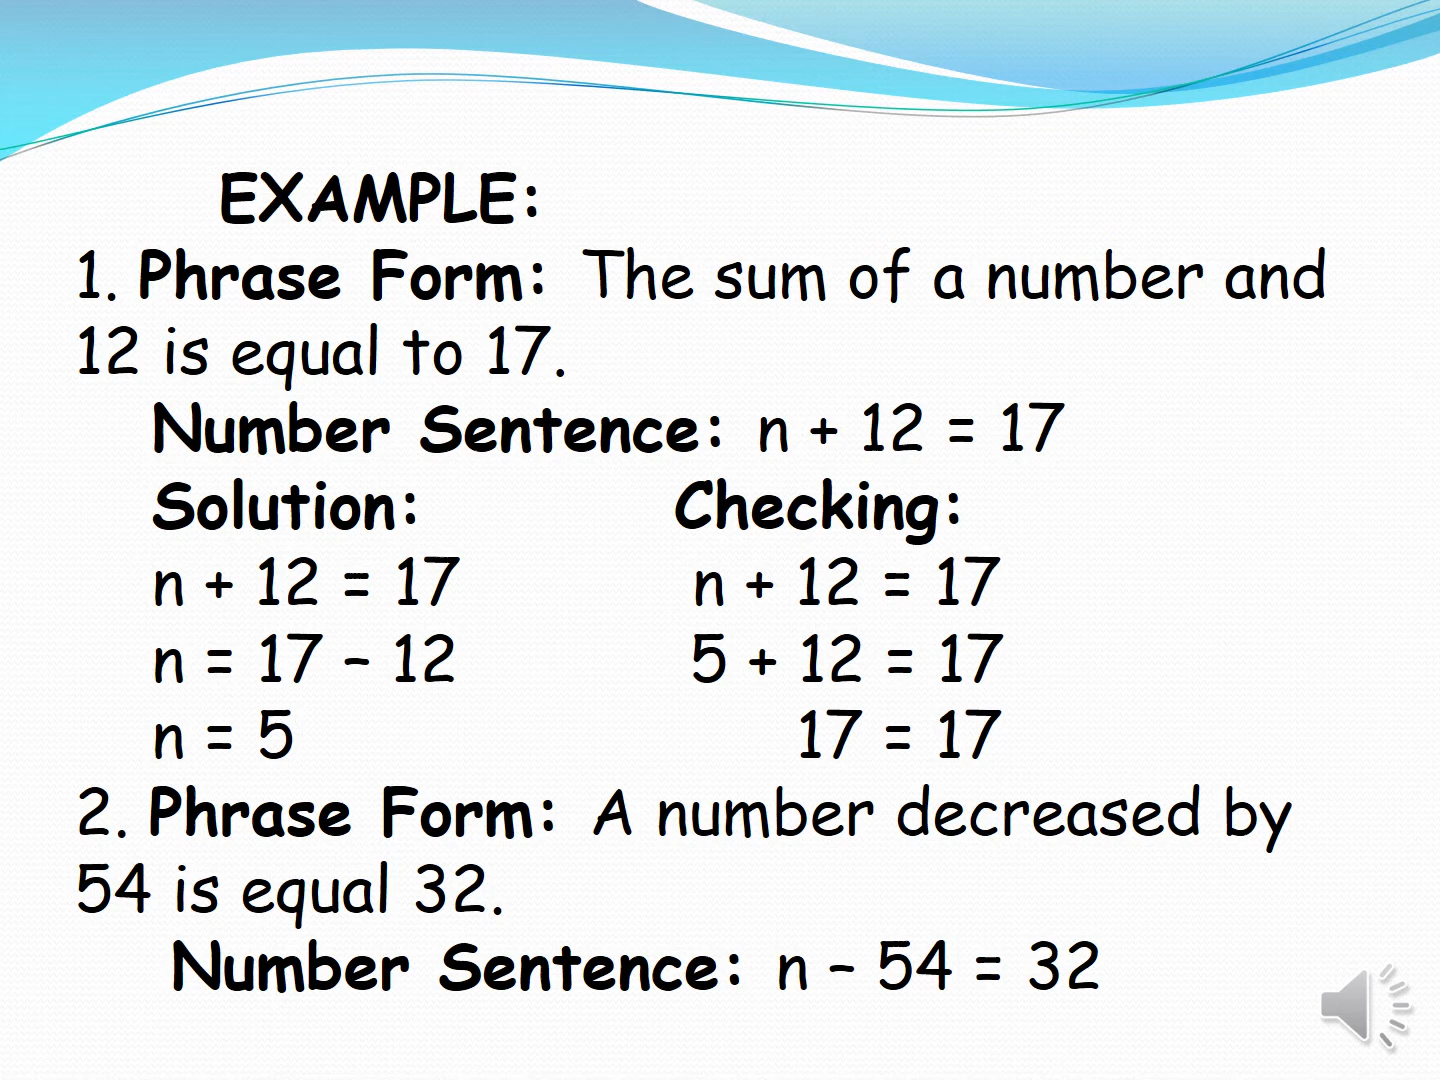 EXAMPLE:
1. Phrase Form: The sum of a number and
12 is equal to 17.
Number Sentence: n + 12 = 17
Solution: Checking:
n + 12 = 17 n + 12 = 17
n = 17 – 12 5 + 12 = 17
n = 5 17 = 17
2. Phrase Form: A number decreased by
54 is equal 32.
Number Sentence: n – 54 = 32